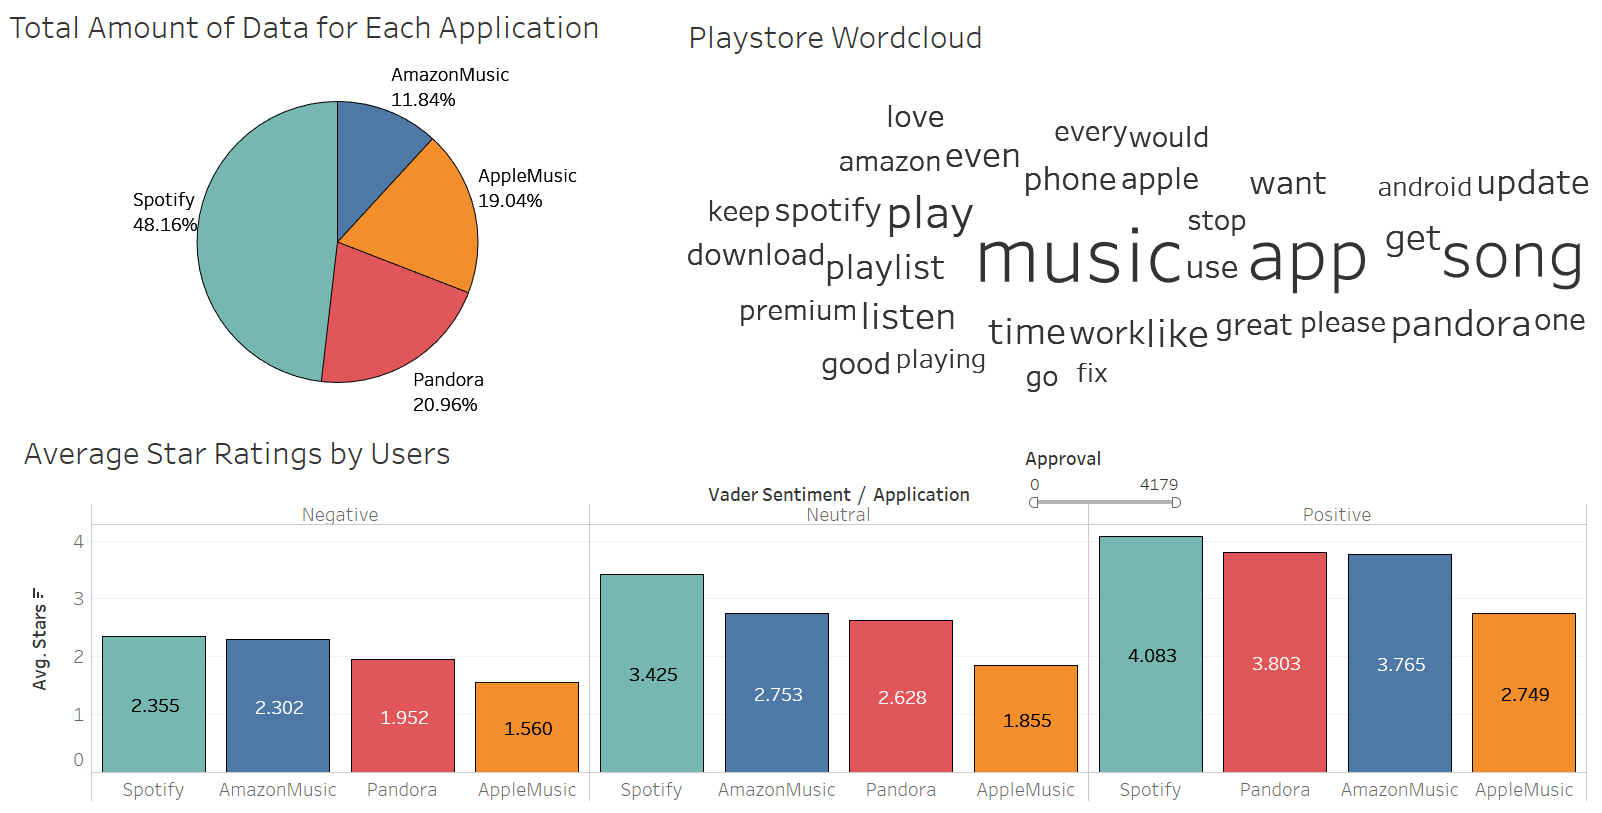 Total Amount of Data for Each Application
AmazonMusic
11.84%
AppleMusic
19.04%
Spotify
48.16%
Pandora
20.96%
Playstore Wordcloud
love
every would
amazon even
phone apple want android update
keep spotify play stop
download playlist music use app get song
premium listen time work like great please pandora one
good playing go fix
Average Star Ratings by Users
Approval
0 4179
Vader Sentiment / Application
Negative Neutral Positive
Avg. Stars
4
3
2
1
0
2.355 2.302 1.952 1.560 3.425 2.753 2.628 1.855 4.083 3.803 3.765 2.749
Spotify AmazonMusic Pandora AppleMusic Spotify AmazonMusic Pandora AppleMusic Spotify Pandora AmazonMusic AppleMusic